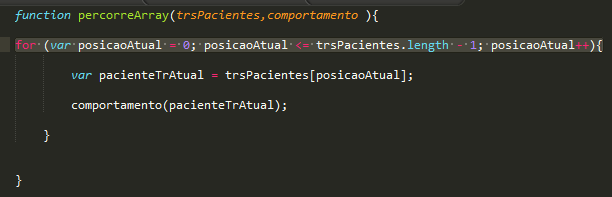 function percorreArray(trsPacientes,comportamento ){
for (var posicaoAtual = 0; posicaoAtual <= trsPacientes.length - 1; posicaoAtual++){
var pacienteTrAtual = trsPacientes[posicaoAtual];
comportamento(pacienteTrAtual);
}
}